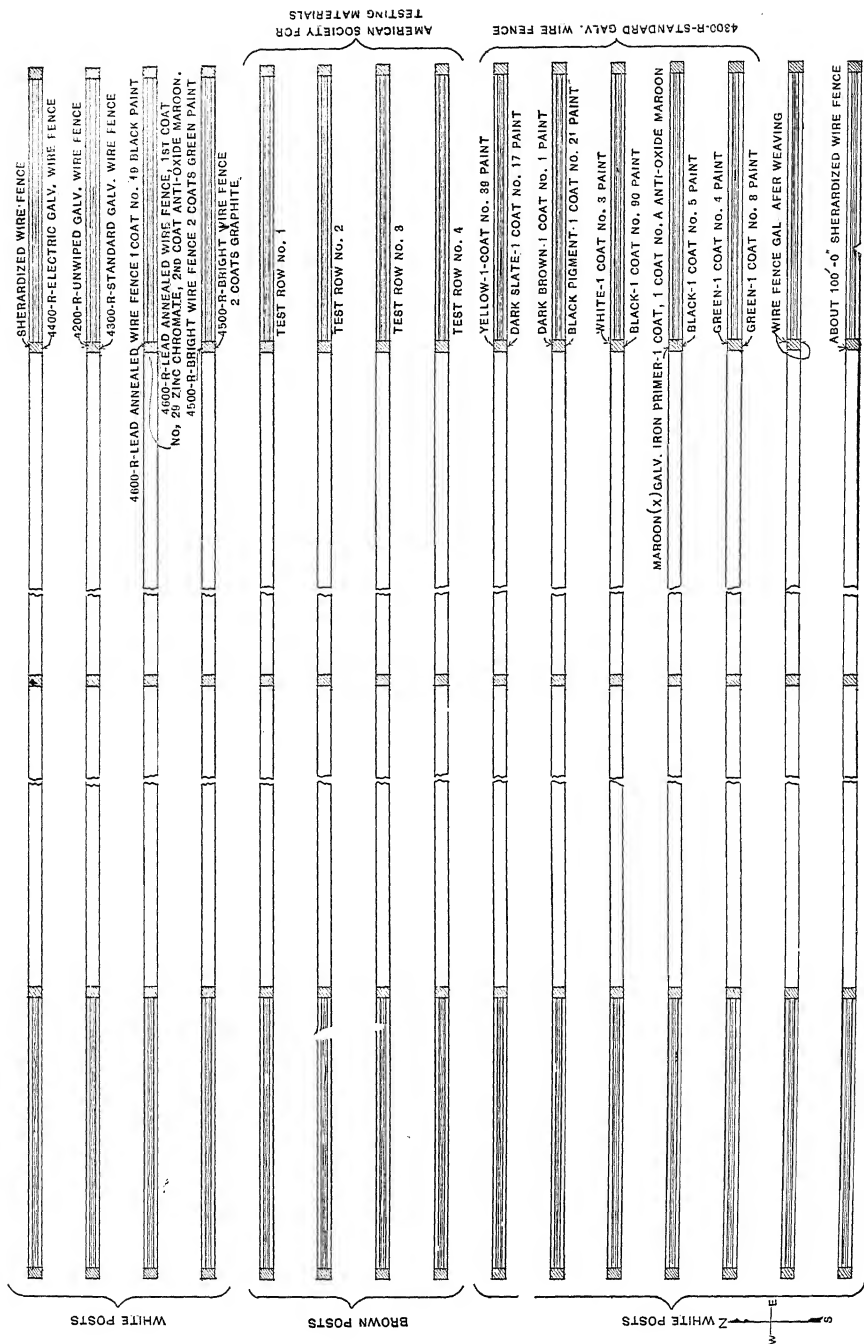 AMERICAN SOCIETY FOR
TESTING MATERIALS
4300-R-STANDARD GALV. WIRE FENCE
SHERARDIZED WIRE-FENCE
4400-R-ELECTRIC GALV. WIRE FENCE
4200-R-UNWIPED GALV. WIRE FENCE
4300-R-STANDARD GALV. WIRE FENCE
4600-R-LEAD ANNEALED WIRE FENCE 1 COAT No. 19 BLACK PAINT
4600-R-LEAD ANNEALED WIRE FENCE, 1ST COAT
No, 29 ZINC CHROMATE, 2ND COAT ANTI-OXIDE MAROON.
4500-R-BRIGHT WIRE FENCE 2 COATS GREEN PAINT
4500-R-BRIGHT WIRE FENCE
2 COATS GRAPHITE
TEST ROW No. 1
TEST ROW No. 2
TEST ROW No. 3
TEST ROW No. 4
YELLOW-1-COAT No. 39 PAINT
DARK SLATE-1 COAT No. 17 PAINT
DARK BROWN-1 COAT No. 1 PAINT
BLACK PIGMENT-1 COAT No. 21 PAINT
WHITE-1 COAT No. 3 PAINT
BLACK-1 COAT No. 90 PAINT
MAROON(X)GALV. IRON PRIMER-1 COAT, 1 COAT No. A ANTI-OXIDE MAROON
BLACK-1 COAT No. 5 PAINT
GREEN-1 COAT No. 4 PAINT
GREEN-1 COAT No. 8 PAINT
WIRE FENCE GAL AFER WEAVING
ABOUT 100'-0" SHERARDIZED WIRE FENCE
WHITE POSTS
BROWN POSTS
WHITE POSTS
N
E
S
W